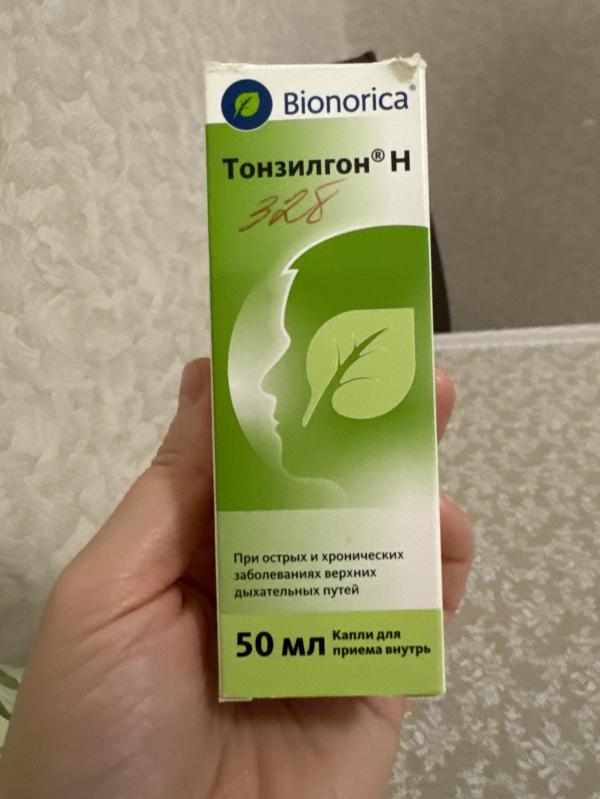 Bionorica®
Тонзилгон® Н
328
При острых и хронических
заболеваниях верхних
дыхательных путей
50 мл
Капли для
приема внутрь